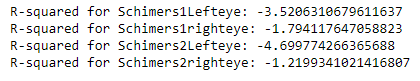 R-squared for Schimers1Lefteye: -3.5206310679611637
R-squared for Schimers1righteye: -1.794117647058823
R-squared for Schimers2Lefteye: -4.699774266365688
R-squared for Schimers2righteye: -1.2199341021416807